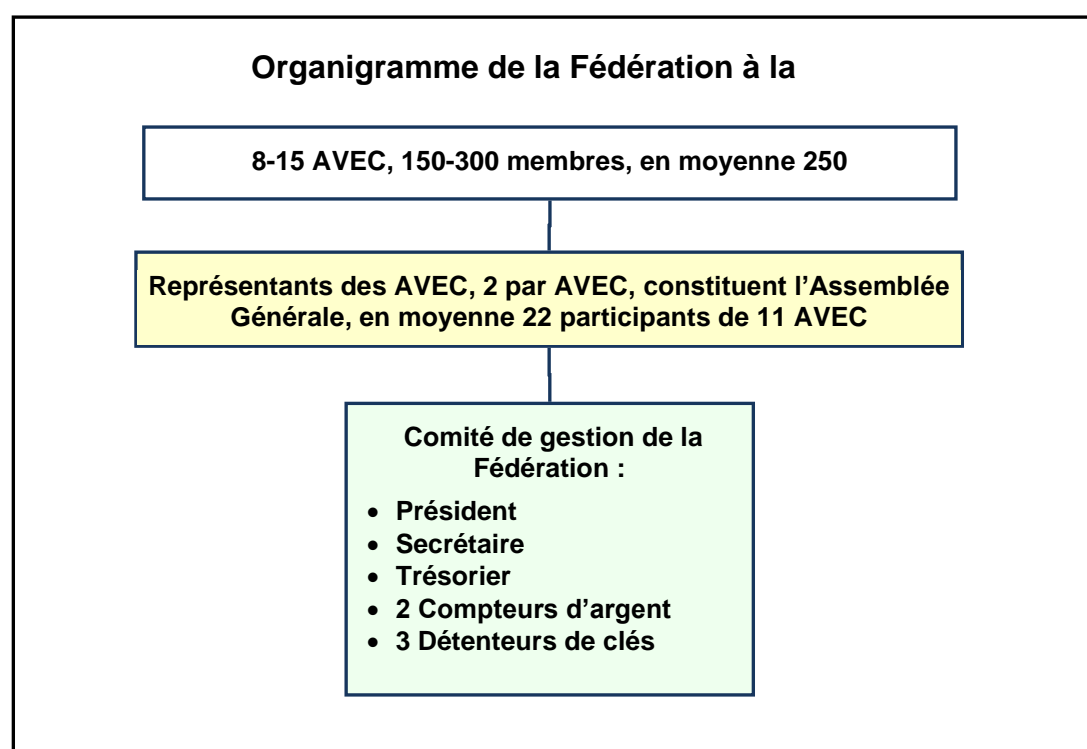 Organigramme de la Fédération à la
8-15 AVEC, 150-300 membres, en moyenne 250
Représentants des AVEC, 2 par AVEC, constituent l’Assemblée
Générale, en moyenne 22 participants de 11 AVEC
Comité de gestion de la
Fédération :
• Président
• Secrétaire
• Trésorier
• 2 Compteurs d’argent
• 3 Détenteurs de clés